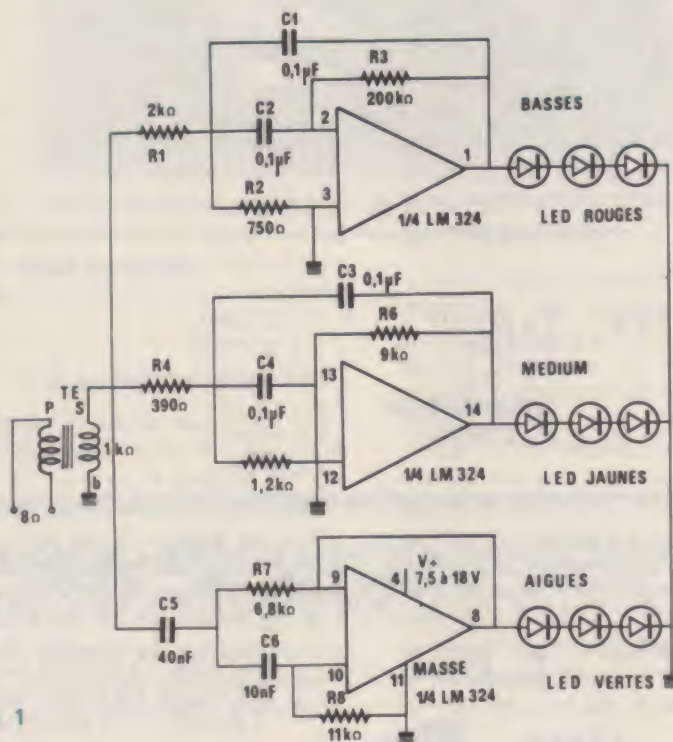 C1
0,1µF
R3
200kΩ
BASSES
2kΩ
R1
C2
0,1µF
2
3
1
R2
750Ω
1/4 LM 324
LED ROUGES
C3
0,1µF
R6
9kΩ
MEDIUM
R4
390Ω
C4
0,1µF
13
12
14
1,2kΩ
1/4 LM 324
LED JAUNES
TE
P
S
1kΩ
b
8Ω
V+
7,5 à 18 V
AIGUES
R7
6,8kΩ
9
4
8
C5
40nF
C6
10nF
10
MASSE
11
1/4 LM 324
LED VERTES
R8
11kΩ
1